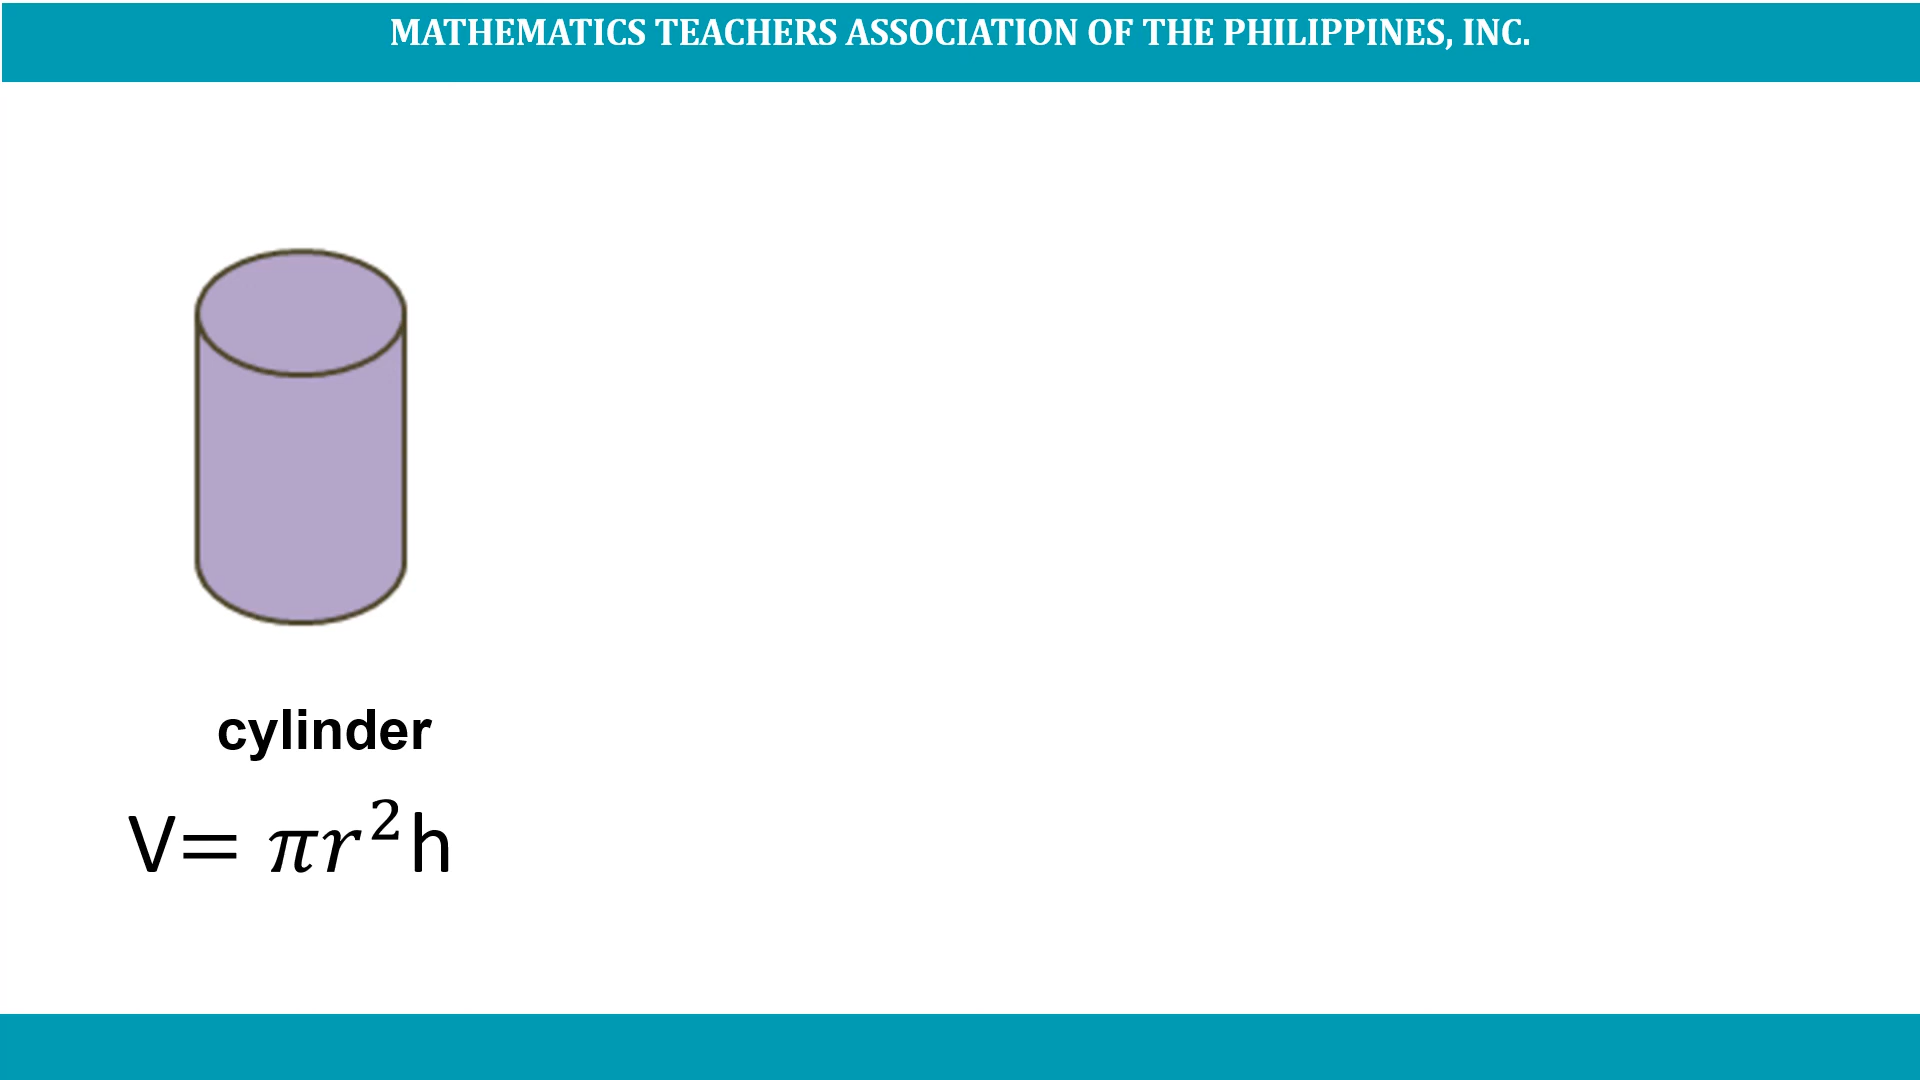 MATHEMATICS TEACHERS ASSOCIATION OF THE PHILIPPINES, INC.
cylinder
V= 𝜋𝑟²h